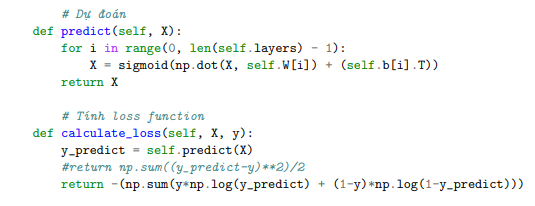 # Dự đoán
def predict(self, X):
for i in range(0, len(self.layers) - 1):
X = sigmoid(np.dot(X, self.W[i]) + (self.b[i].T))
return X
# Tính loss function
def calculate_loss(self, X, y):
y_predict = self.predict(X)
#return np.sum((y_predict-y)**2)/2
return -(np.sum(y*np.log(y_predict) + (1-y)*np.log(1-y_predict)))